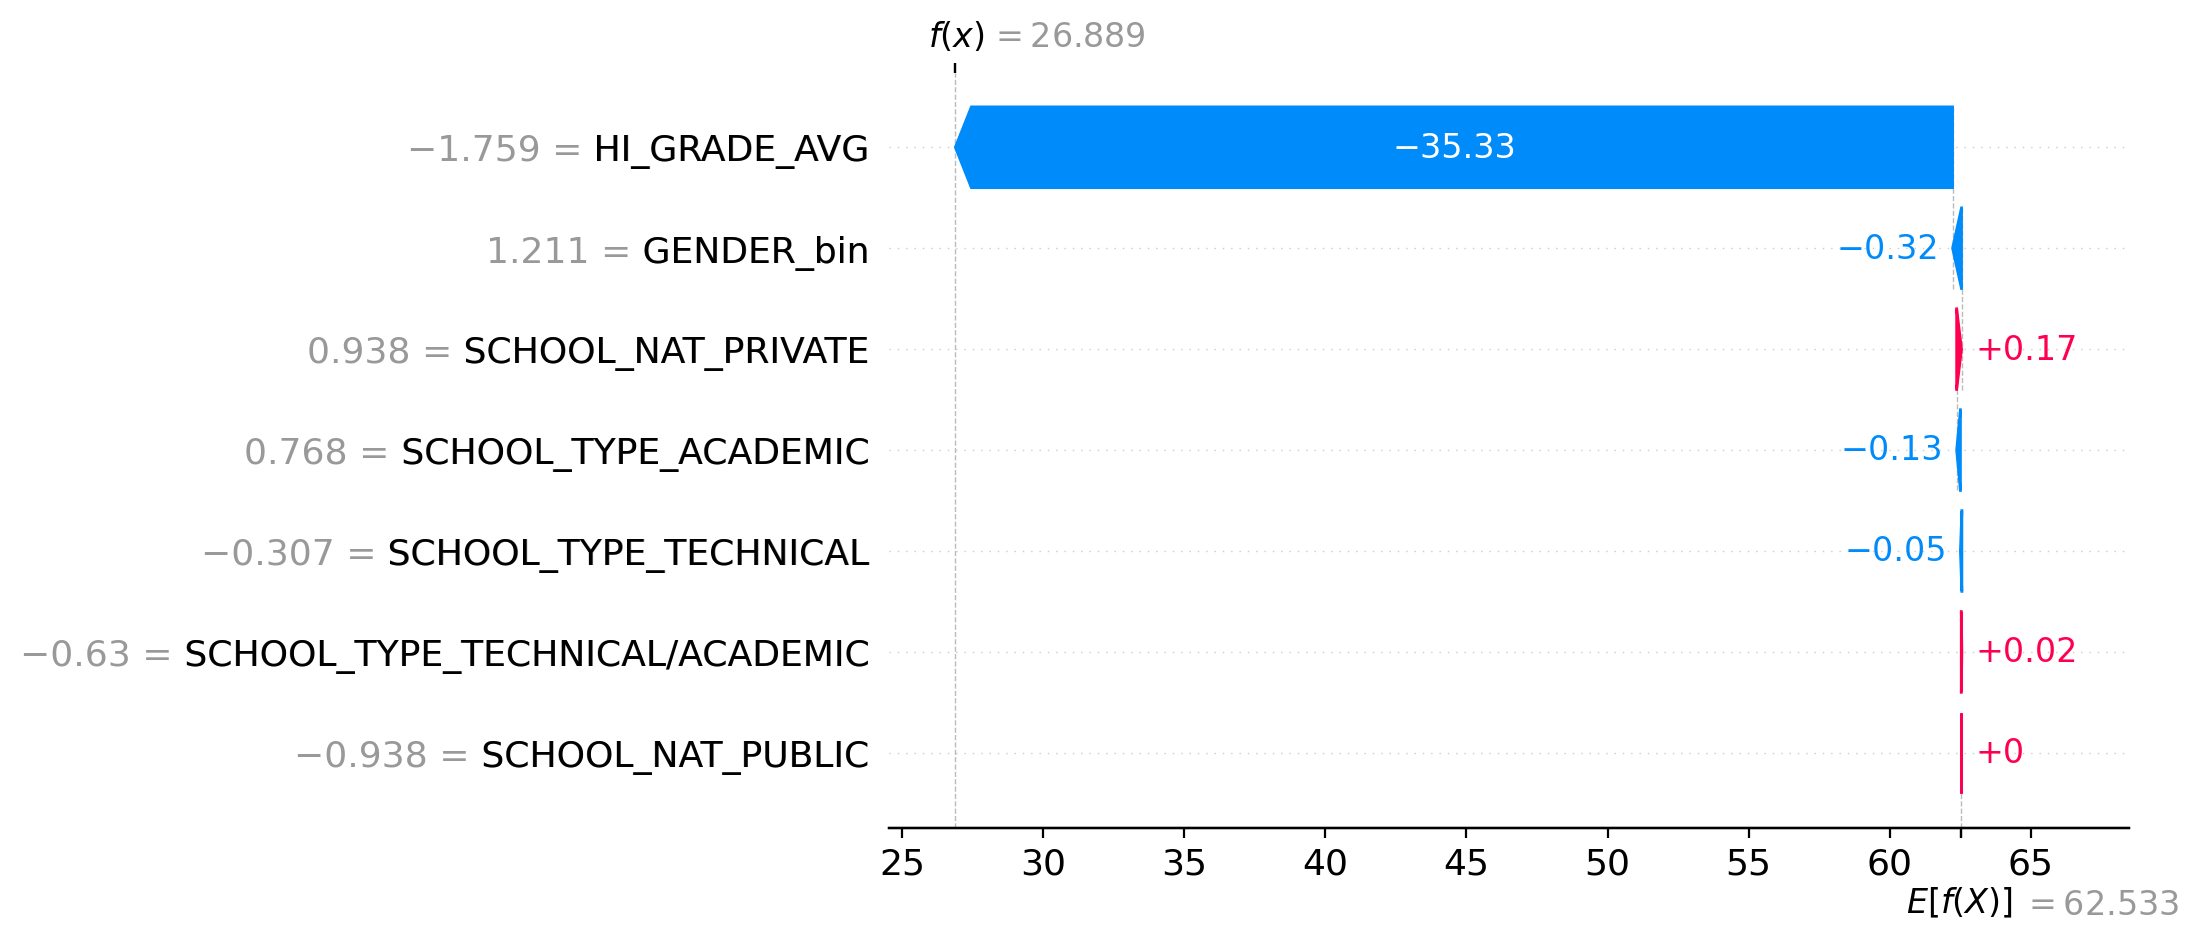 f(x) = 26.889
−1.759 = HI_GRADE_AVG −35.33
1.211 = GENDER_bin −0.32
0.938 = SCHOOL_NAT_PRIVATE +0.17
0.768 = SCHOOL_TYPE_ACADEMIC −0.13
−0.307 = SCHOOL_TYPE_TECHNICAL −0.05
−0.63 = SCHOOL_TYPE_TECHNICAL/ACADEMIC +0.02
−0.938 = SCHOOL_NAT_PUBLIC +0
25 30 35 40 45 50 55 60 65
E[f(X)] = 62.533